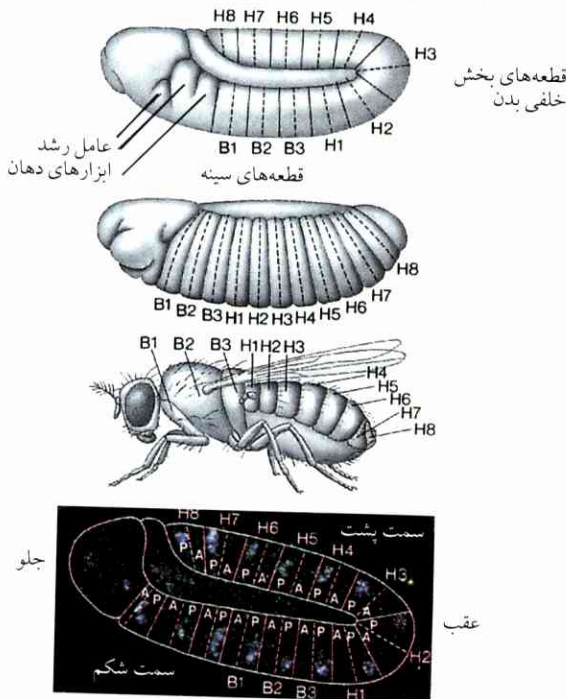 H8 H7 H6 H5 H4
H3
قطعه‌های بخش
خلفی بدن
H2
عامل رشد
ابزارهای دهان
B1 B2 B3 H1
قطعه‌های سینه
H8
H7
H6
B1 B2 B3 H1 H2 H3 H4 H5
B1 B2 B3 H1 H2 H3
H4
H5
H6
H7
H8
H8 H7 H6 H5 H4
سمت پشت
جلو
H3
P A P A P A P A P A P A
عقب
A P A P A P A P A P A P A P A
H2
سمت شکم
B1 B2 B3 H1